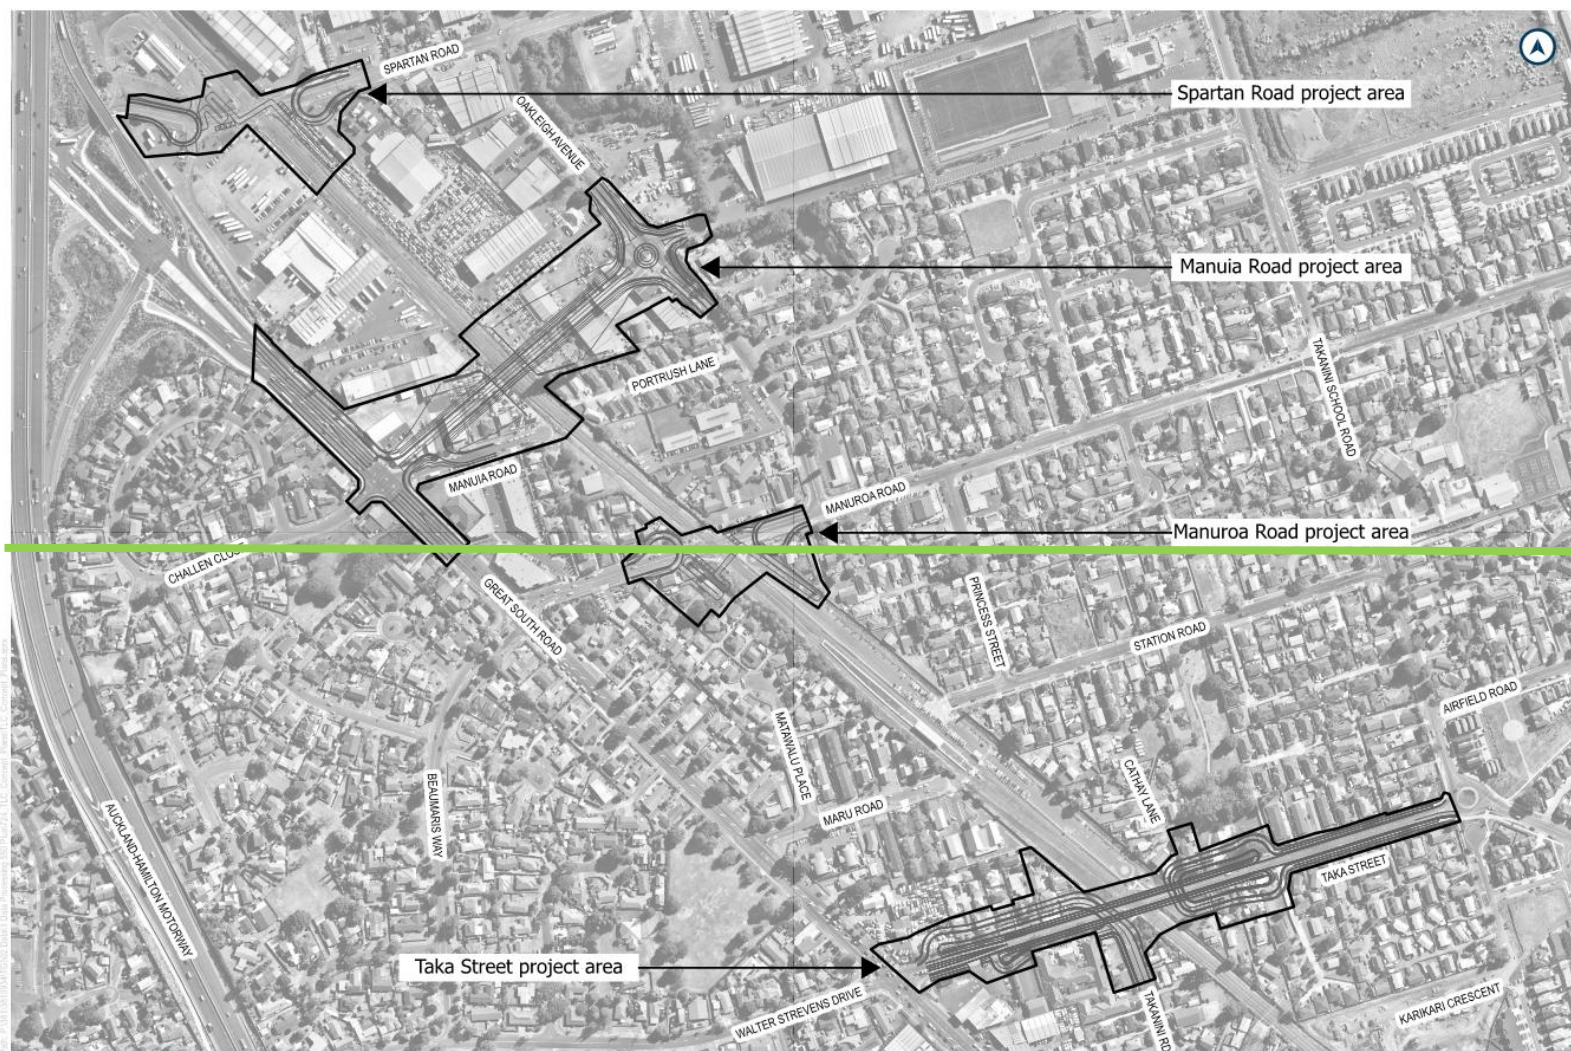 SPARTAN ROAD
Spartan Road project area
OAKLEIGH AVENUE
Manuia Road project area
PORTRUSH LANE
TAKANINI SCHOOL ROAD
MANUIA ROAD
MANUROA ROAD
Manuroa Road project area
CHALLEN CLOS
GREAT SOUTH ROAD
PRINCESS STREET
STATION ROAD
AIRFIELD ROAD
MATAWALU PLACE
BEAUMARIS WAY
MARU ROAD
CATHAY LANE
AUCKLAND-HAMILTON MOTORWAY
TAKA STREET
Taka Street project area
WALTER STREVENS DRIVE
TAKANINI RD
KARIKARI CRESCENT